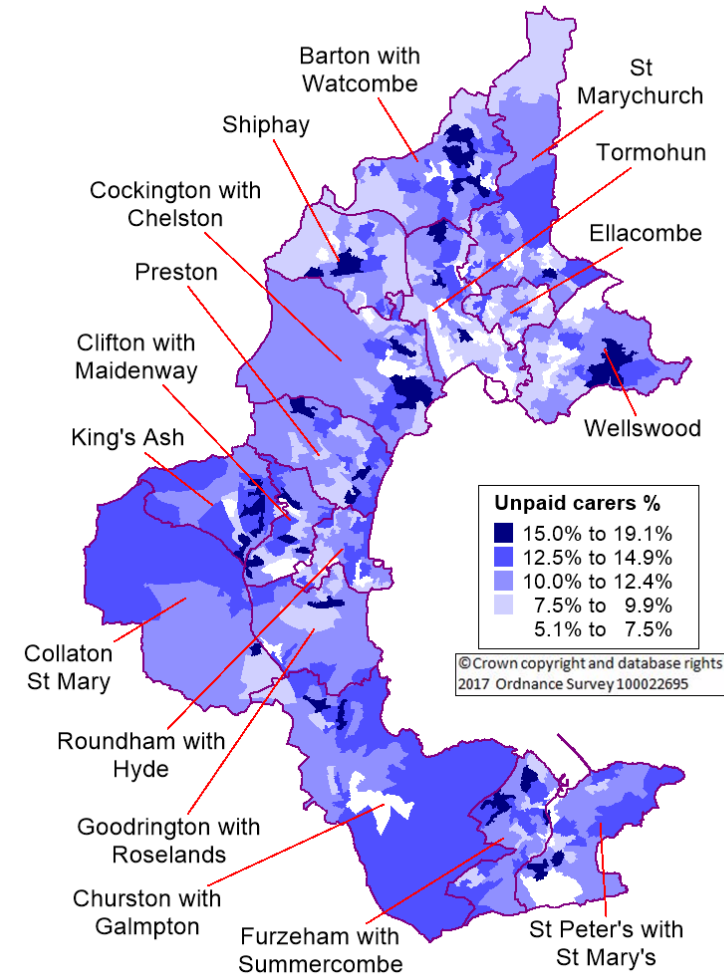 Barton with
Watcombe
St
Marychurch
Shiphay
Tormohun
Cockington with
Chelston
Ellacombe
Preston
Clifton with
Maidenway
King's Ash
Wellswood
Unpaid carers %
15.0% to 19.1%
12.5% to 14.9%
10.0% to 12.4%
7.5% to 9.9%
5.1% to 7.5%
© Crown copyright and database rights
2017 Ordnance Survey 100022695
Collaton
St Mary
Roundham with
Hyde
Goodrington with
Roselands
Churston with
Galmpton
Furzeham with
Summercombe
St Peter's with
St Mary's